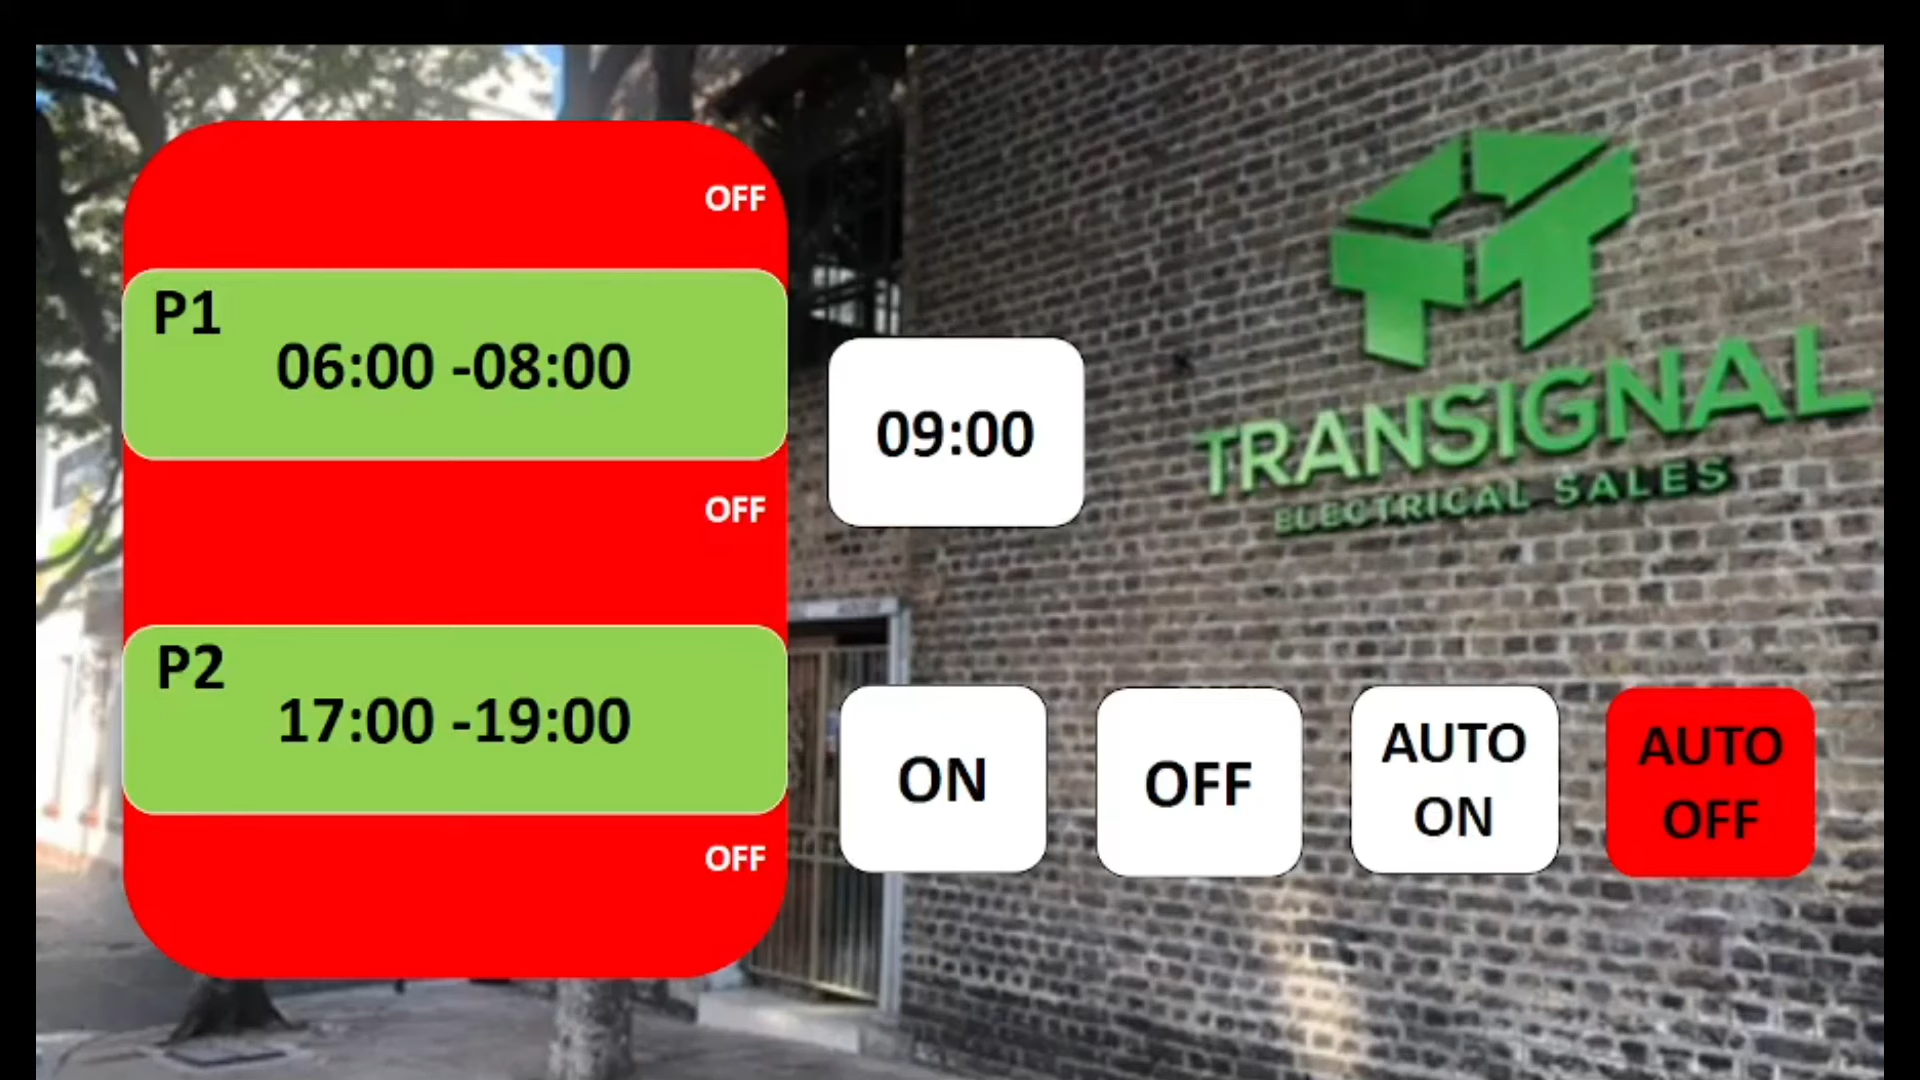 OFF
P1
06:00 -08:00
OFF
P2
17:00 -19:00
OFF
09:00
TRANSIGNAL
ELECTRICAL SALES
ON
OFF
AUTO
ON
AUTO
OFF